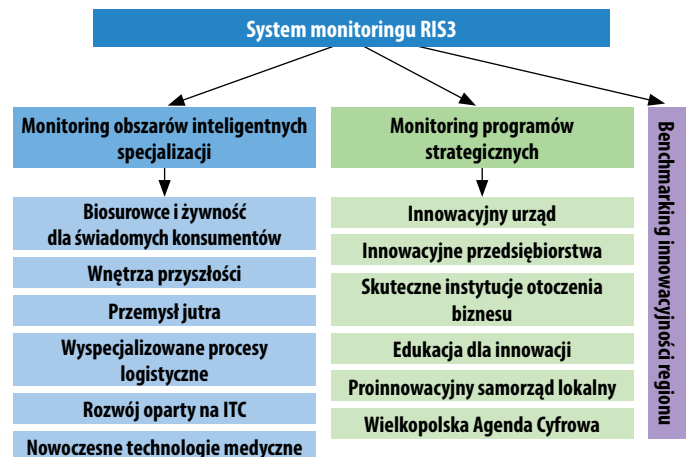 System monitoringu RIS3
Monitoring obszarów inteligentnych
specjalizacji
Biosurowce i żywność
dla świadomych konsumentów
Wnętrza przyszłości
Przemysł jutra
Wyspecjalizowane procesy
logistyczne
Rozwój oparty na ITC
Nowoczesne technologie medyczne
Monitoring programów
strategicznych
Innowacyjny urząd
Innowacyjne przedsiębiorstwa
Skuteczne instytucje otoczenia
biznesu
Edukacja dla innowacji
Proinnowacyjny samorząd lokalny
Wielkopolska Agenda Cyfrowa
Benchmarking innowacyjności regionu